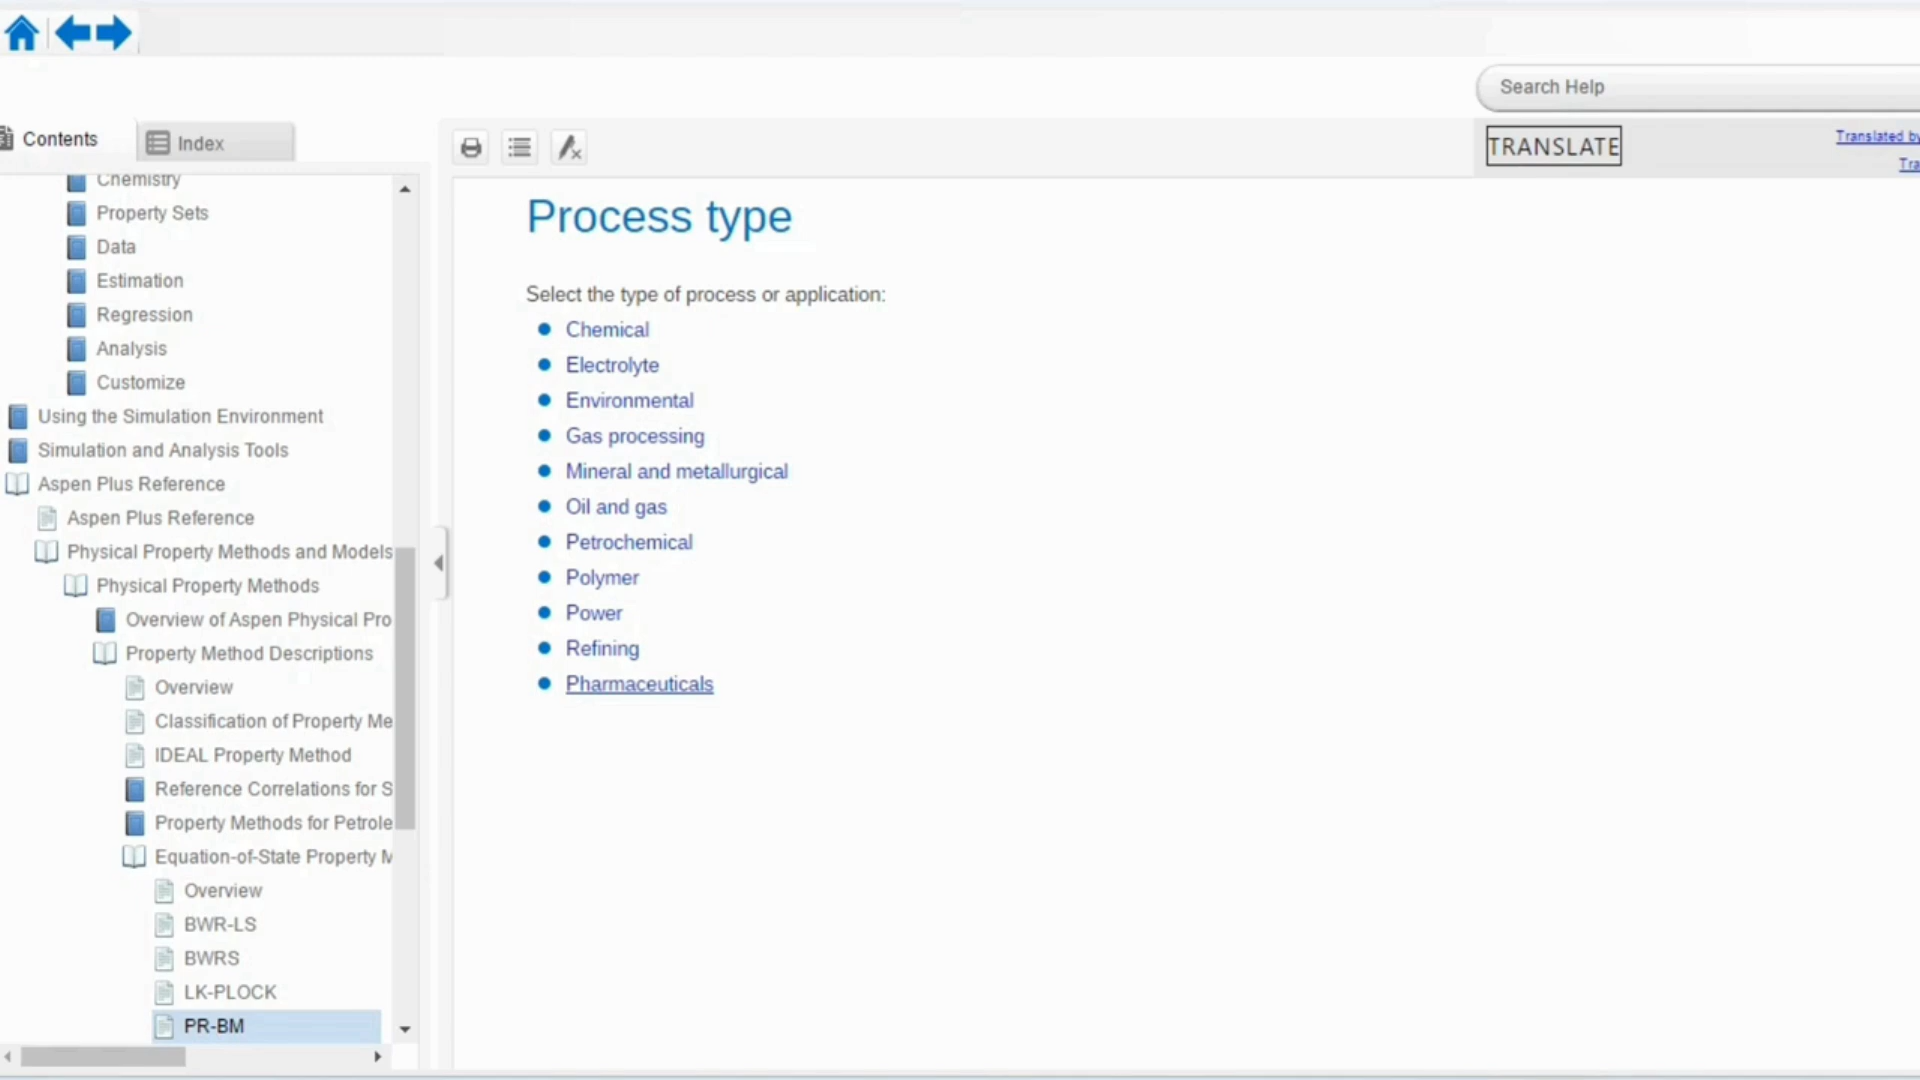 Search Help
Contents
Index
TRANSLATE
Translated by
Tra
Chemistry
Property Sets
Data
Estimation
Regression
Analysis
Customize
Using the Simulation Environment
Simulation and Analysis Tools
Aspen Plus Reference
Aspen Plus Reference
Physical Property Methods and Models
Physical Property Methods
Overview of Aspen Physical Pro
Property Method Descriptions
Overview
Classification of Property Me
IDEAL Property Method
Reference Correlations for S
Property Methods for Petrole
Equation-of-State Property M
Overview
BWR-LS
BWRS
LK-PLOCK
PR-BM
Process type
Select the type of process or application:
Chemical
Electrolyte
Environmental
Gas processing
Mineral and metallurgical
Oil and gas
Petrochemical
Polymer
Power
Refining
Pharmaceuticals